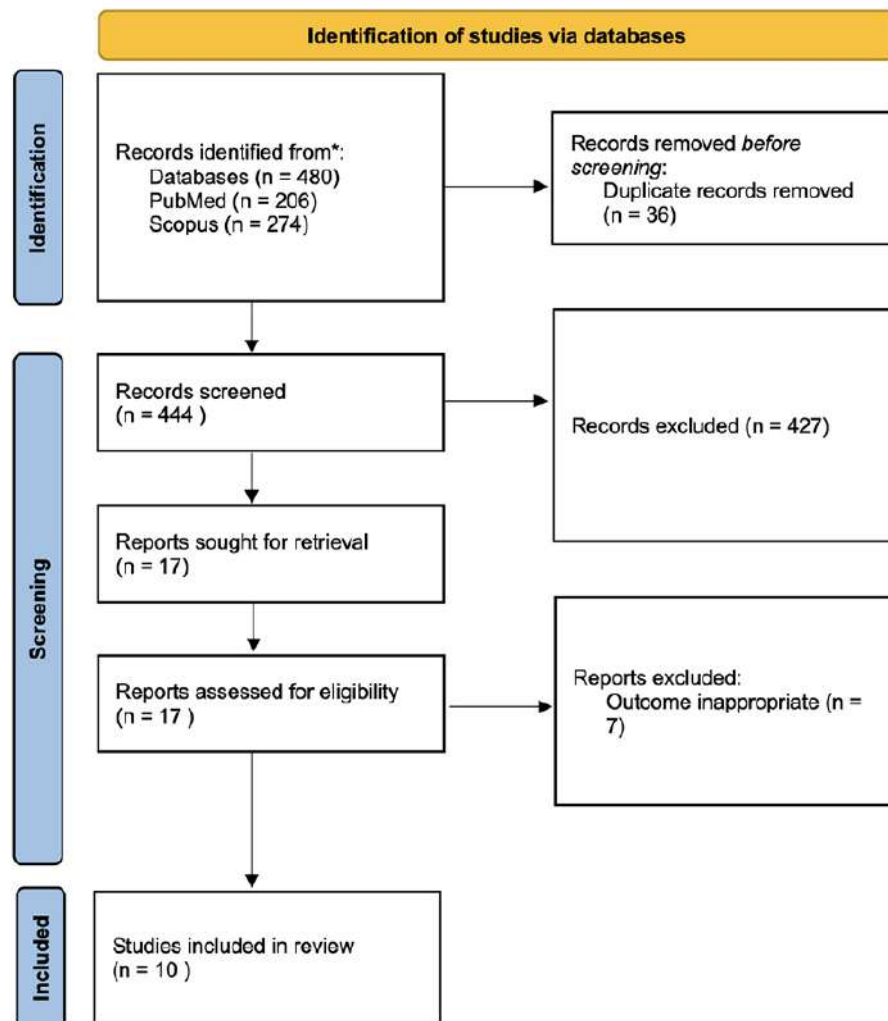 Identification of studies via databases
Identification
Records identified from*:
Databases (n = 480)
PubMed (n = 206)
Scopus (n = 274)
Records removed before
screening:
Duplicate records removed
(n = 36)
Screening
Records screened
(n = 444 )
Records excluded (n = 427)
Reports sought for retrieval
(n = 17)
Reports assessed for eligibility
(n = 17 )
Reports excluded:
Outcome inappropriate (n =
7)
Included
Studies included in review
(n = 10 )